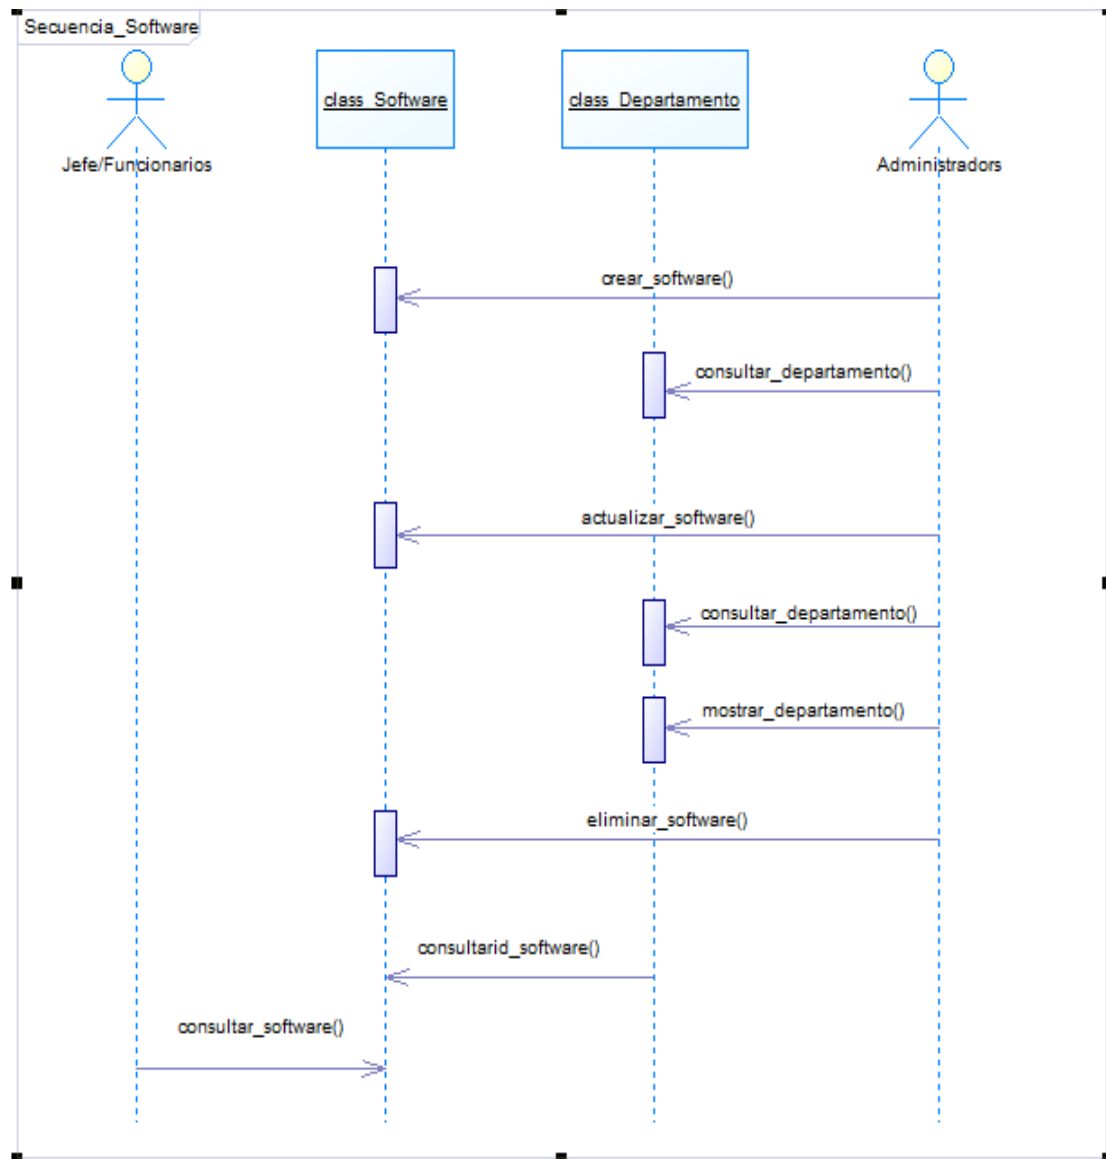 Secuencia_Software
class_Software
class_Departamento
Jefe/Funcionarios
Administradors
crear_software()
consultar_departamento()
actualizar_software()
consultar_departamento()
mostrar_departamento()
eliminar_software()
consultarid_software()
consultar_software()